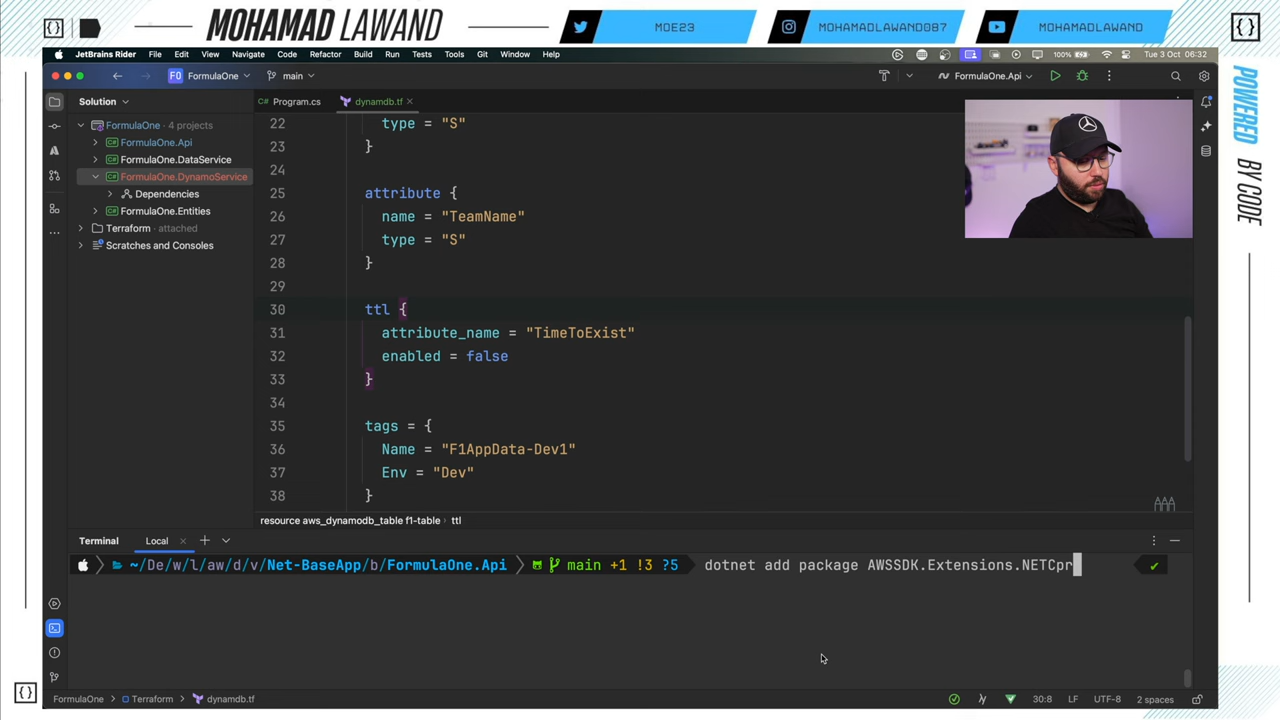 MOHAMAD LAWAND
MOE23
MOHAMADLAWAND087
MOHAMADLAWAND
JetBrains Rider File Edit View Navigate Code Refactor Build Run Tests Tools Git Window Help
100% Tue 3 Oct 06:32
FO FormulaOne main FormulaOne.Api
Solution
Program.cs dynamdb.tf
FormulaOne · 4 projects
FormulaOne.Api
FormulaOne.DataService
FormulaOne.DynamoService
Dependencies
FormulaOne.Entities
Terraform attached
Scratches and Consoles
22 type = "S"
23 }
24
25 attribute {
26 name = "TeamName"
27 type = "S"
28 }
29
30 ttl {
31 attribute_name = "TimeToExist"
32 enabled = false
33 }
34
35 tags = {
36 Name = "F1AppData-Dev1"
37 Env = "Dev"
38 }
resource aws_dynamodb_table f1-table ttl
Terminal Local
~/De/w/l/aw/d/v/Net-BaseApp/b/FormulaOne.Api main +1 !3 ?5 dotnet add package AWSSDK.Extensions.NETCpr
FormulaOne Terraform dynamdb.tf
30:8 LF UTF-8 2 spaces
POWERED BY CODE